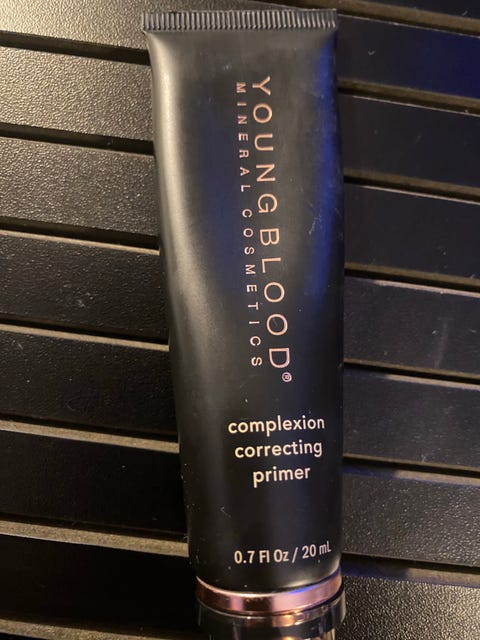 YOUNGBLOOD®
MINERAL COSMETICS
complexion
correcting
primer
0.7 Fl Oz / 20 mL